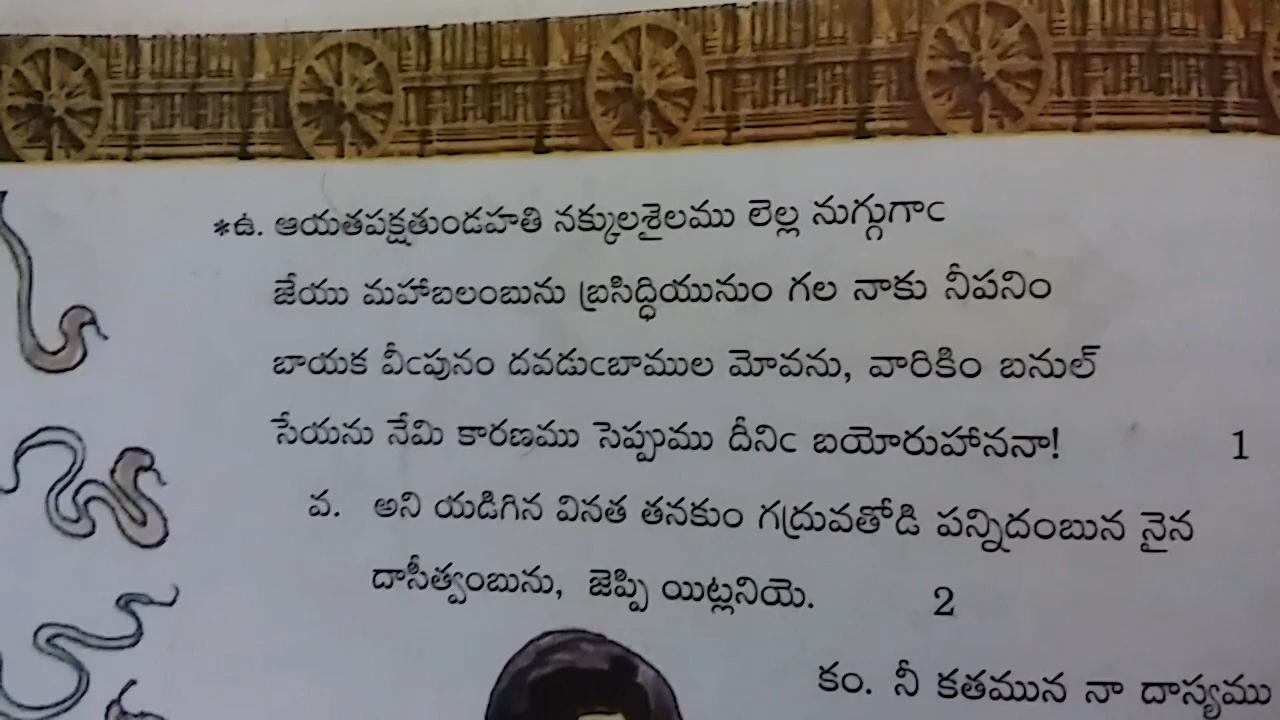 *ఉ. ఆయతపక్షతుండహతి నక్కులశైలము లెల్ల నుగ్గుగాఁ
జేయు మహాబలంబును బ్రసిద్ధియునుం గల నాకు నీపనిం
బాయక వీఁపునం దవడుఁబాముల మోవను, వారికిం బనుల్
సేయను నేమి కారణము సెప్పుము దీనిఁ బయోరుహాననా! 1
వ. అని యడిగిన వినత తనకుం గద్రువతోడి పన్నిదంబున నైన
దాసీత్వంబును, జెప్పి యిట్లనియె. 2
కం. నీ కతమున నా దాస్యము